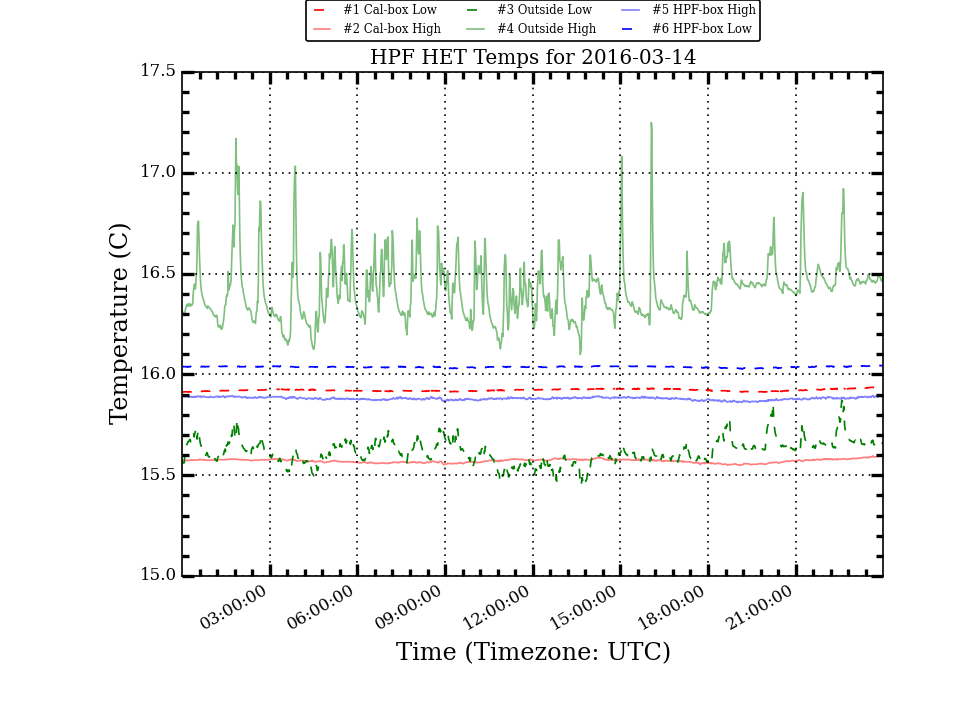 #1 Cal-box Low #3 Outside Low #5 HPF-box High
#2 Cal-box High #4 Outside High #6 HPF-box Low
HPF HET Temps for 2016-03-14
17.5
17.0
16.5
16.0
15.5
15.0
Temperature (C)
03:00:00 06:00:00 09:00:00 12:00:00 15:00:00 18:00:00 21:00:00
Time (Timezone: UTC)